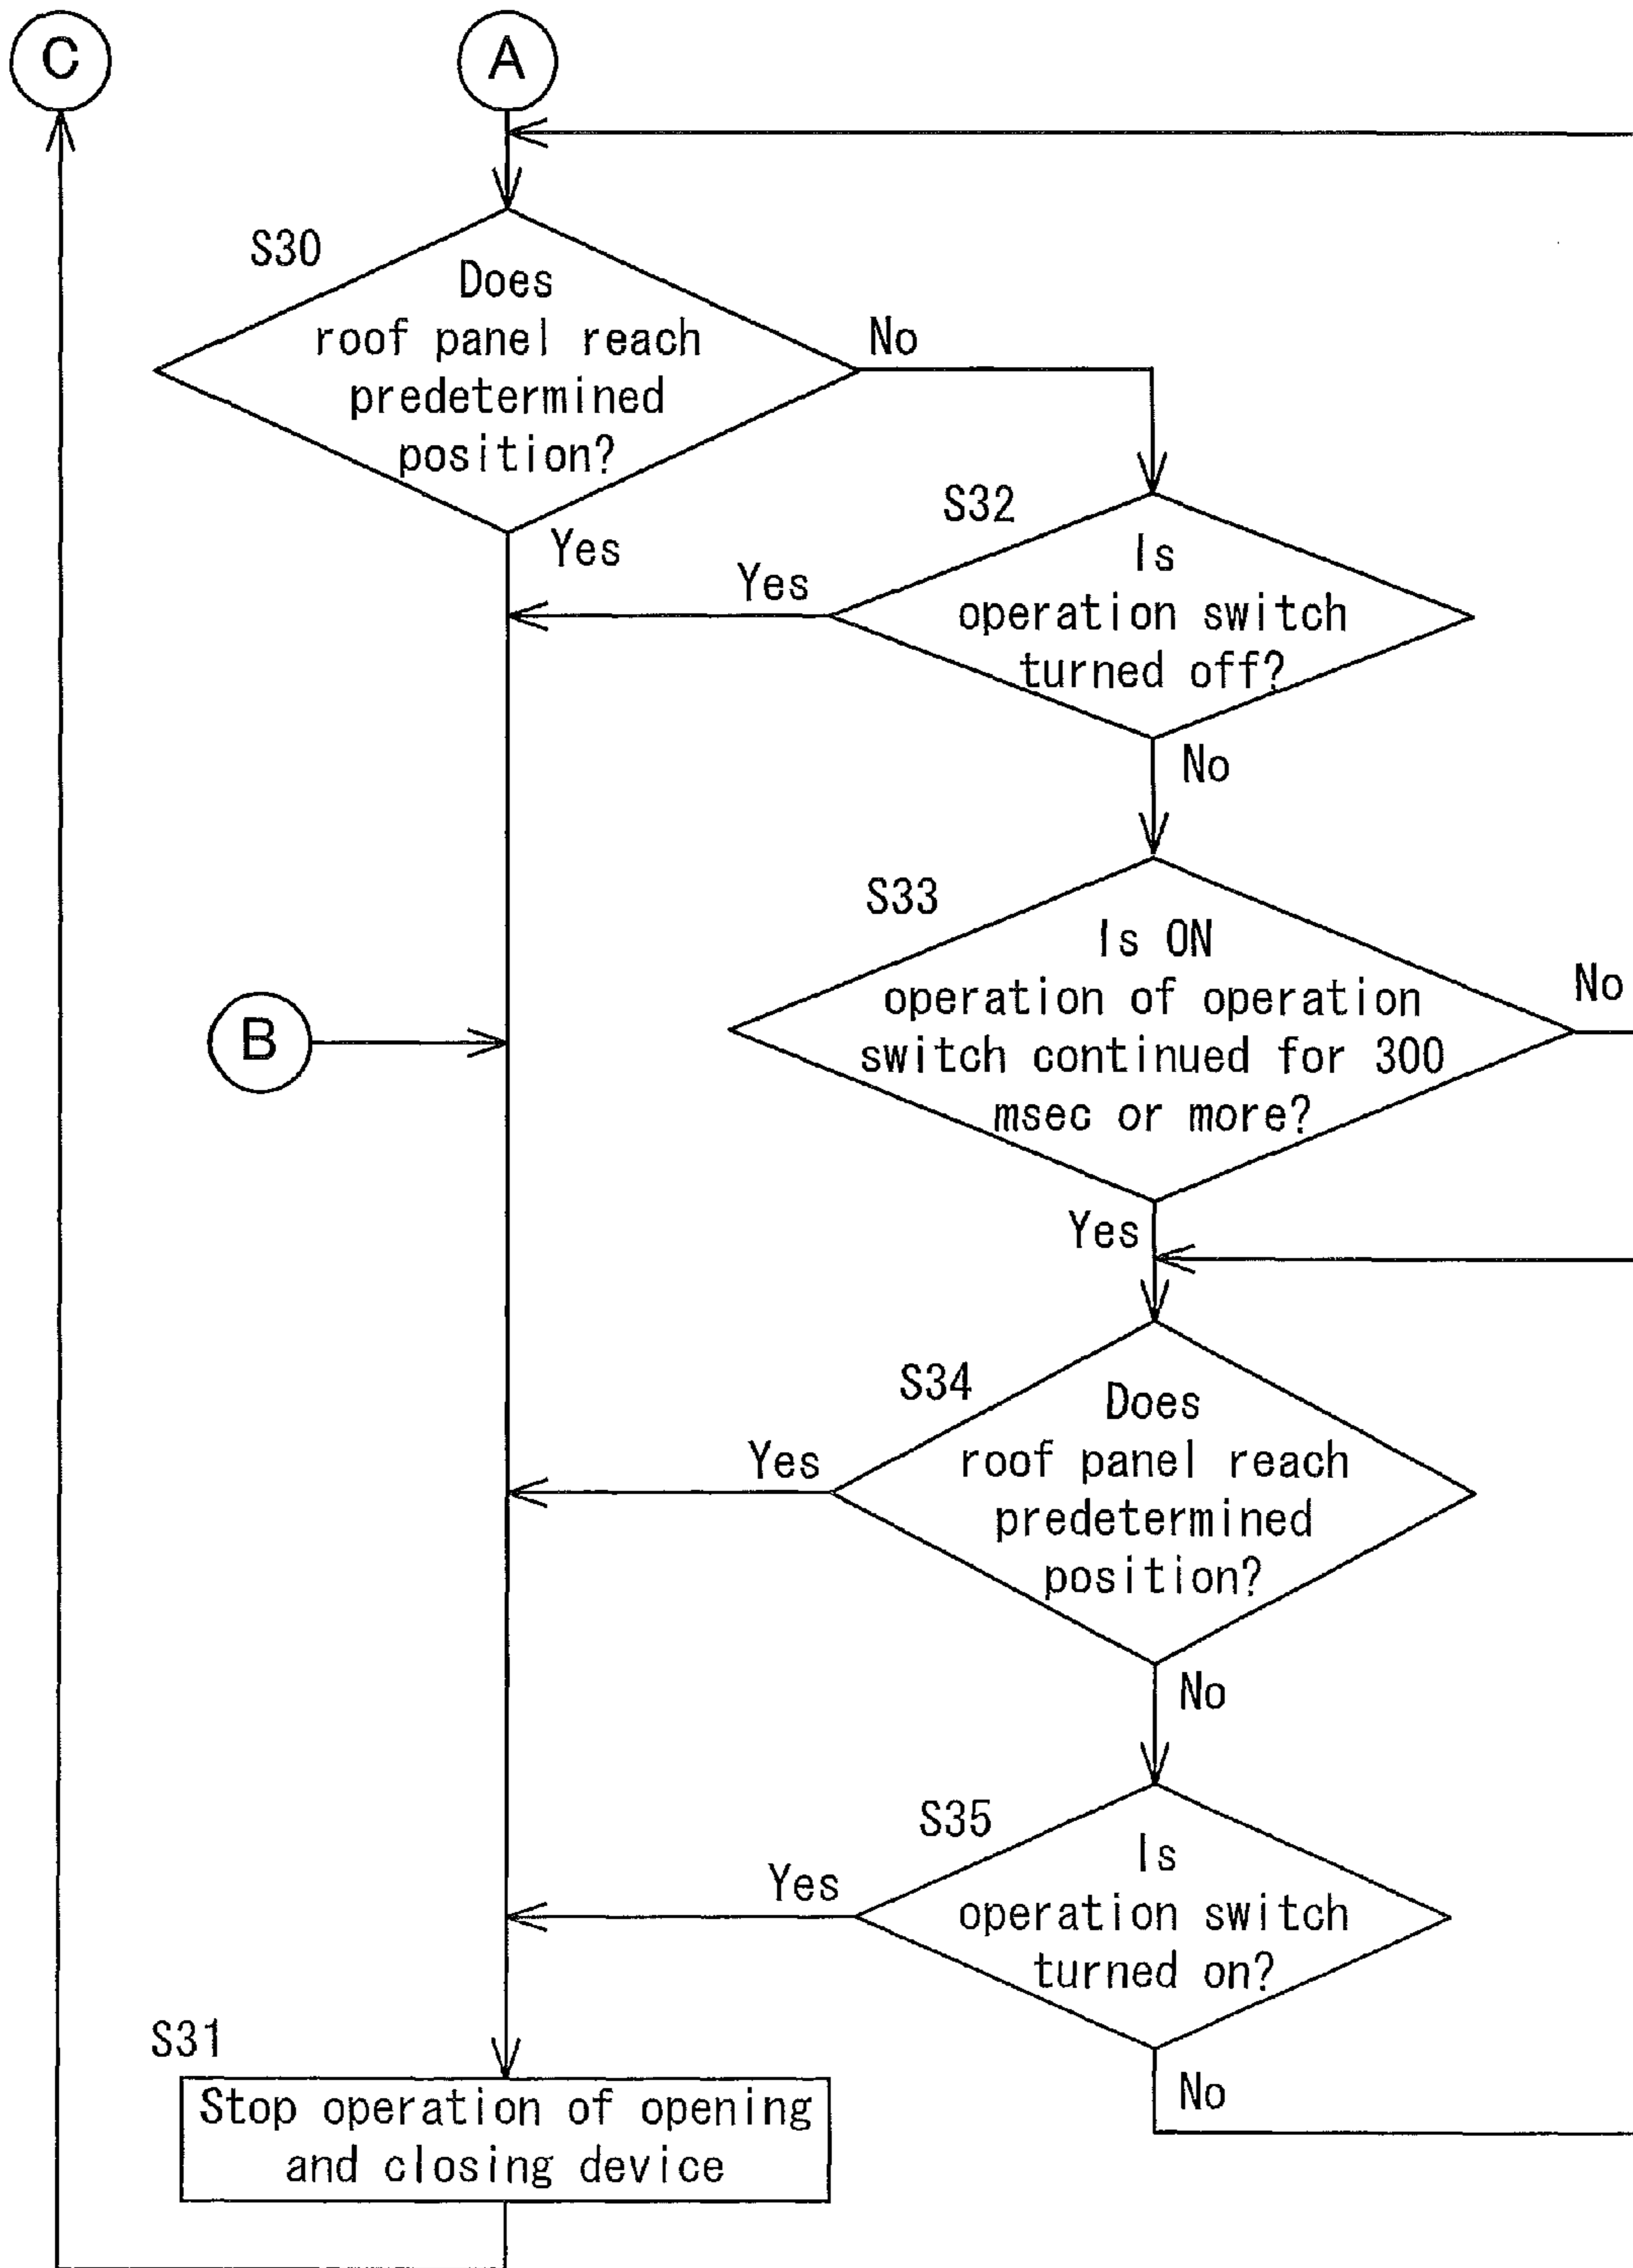 C
A
S30
Does
roof panel reach
predetermined
position?
No
Yes
S32
Is
operation switch
turned off?
Yes
No
S33
Is ON
operation of operation
switch continued for 300
msec or more?
No
B
Yes
S34
Does
roof panel reach
predetermined
position?
Yes
No
S35
Is
operation switch
turned on?
Yes
No
S31
Stop operation of opening
and closing device